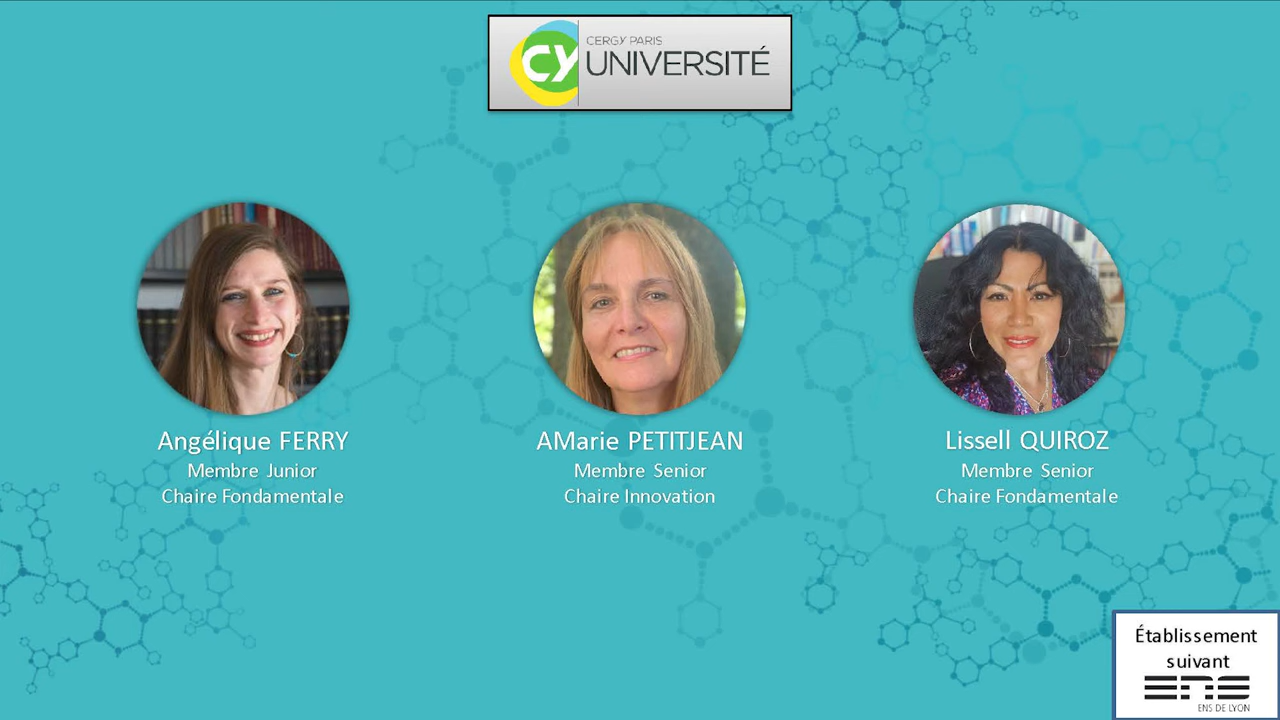 CY
CERGY PARIS
UNIVERSITÉ
Angélique FERRY
Membre Junior
Chaire Fondamentale
AMarie PETITJEAN
Membre Senior
Chaire Innovation
Lissell QUIROZ
Membre Senior
Chaire Fondamentale
Établissement
suivant
ENS
ENS DE LYON